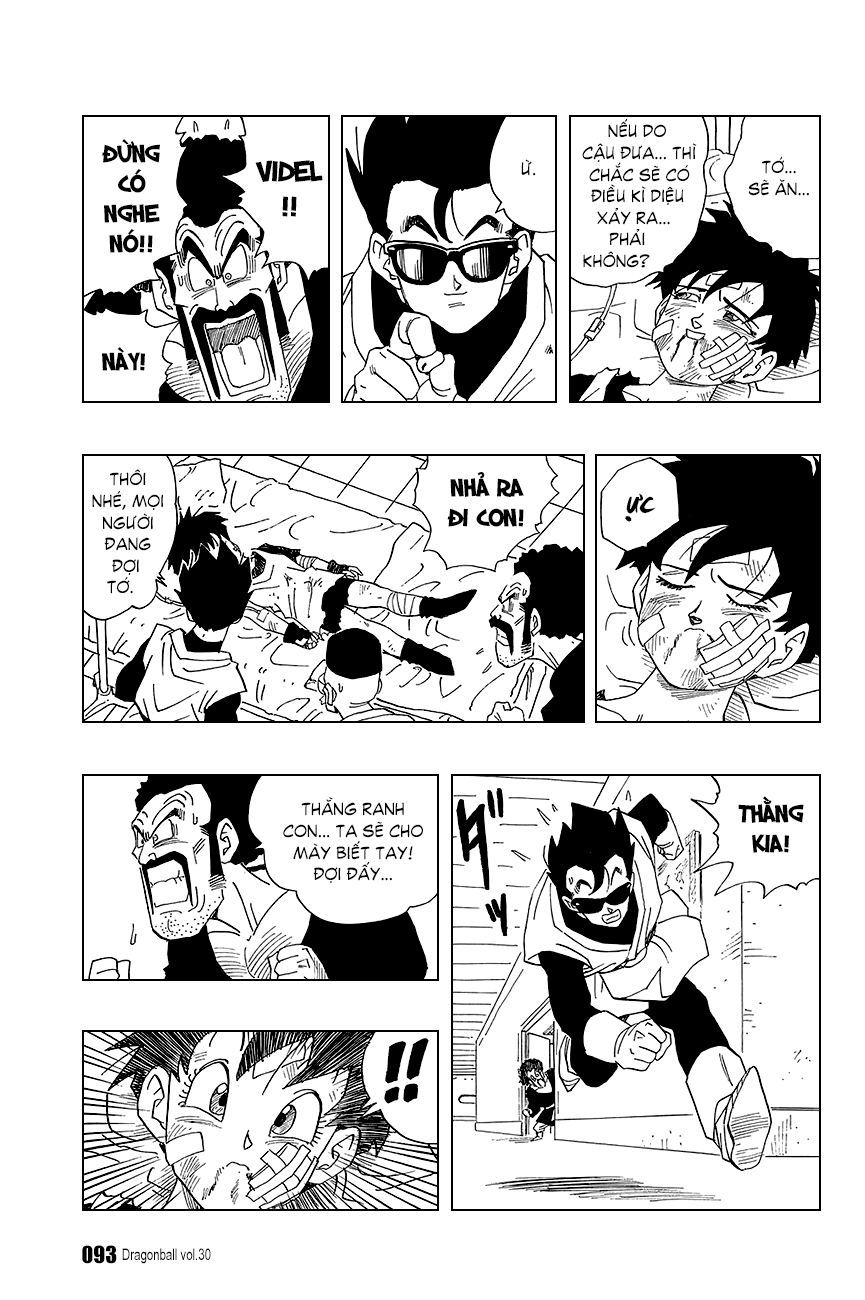 TỚ...
SẼ ĂN...
NẾU DO
CẬU ĐƯA... THÌ
CHẮC SẼ CÓ
ĐIỀU KÌ DIỆU
XẢY RA...
PHẢI
KHÔNG?
Ừ.
VIDEL
!!
ĐỪNG
CÓ
NGHE
NÓ!!
NÀY!
ỰC
NHẢ RA
ĐI CON!
THÔI
NHÉ, MỌI
NGƯỜI
ĐANG
ĐỢI
TỚ.
THẰNG
KIA!
THẰNG RANH
CON... TA SẼ CHO
MÀY BIẾT TAY!
ĐỢI ĐẤY...
!!
093 Dragonball vol.30